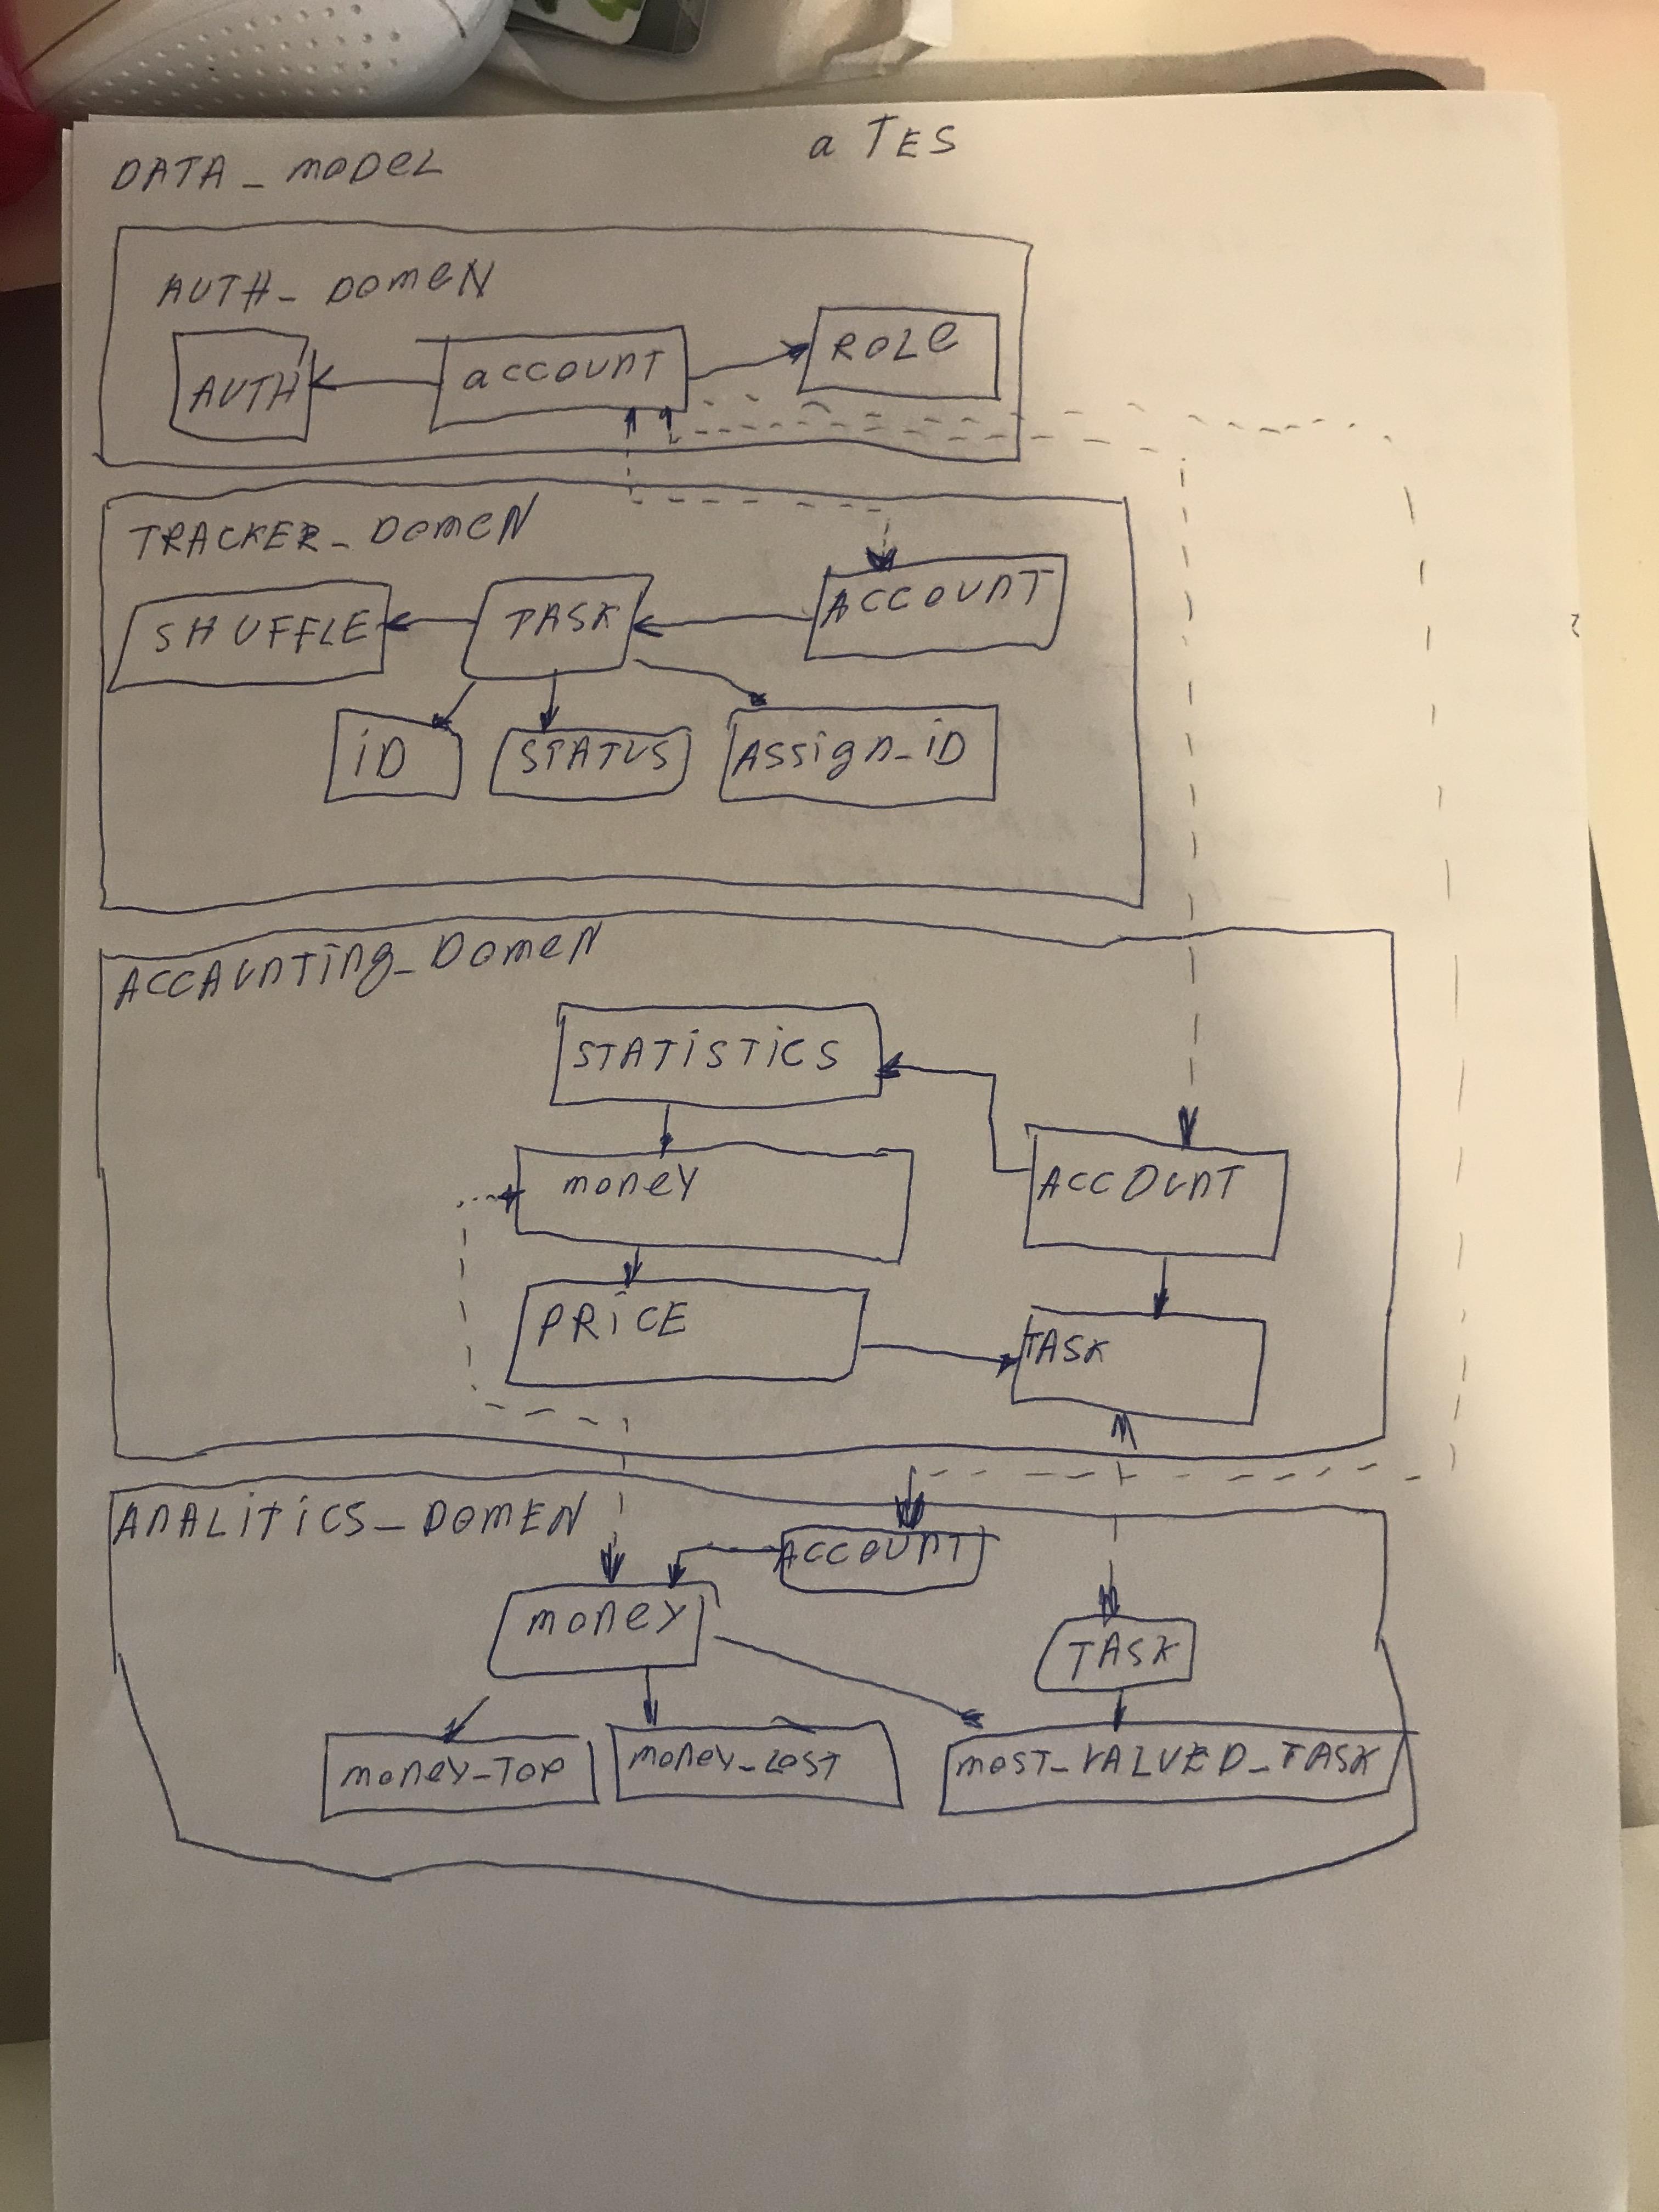 DATA_MODEL
a TES
AUTH_DOMEN
AUTH
account
ROLE
TRACKER_DOMEN
SHUFFLE
TASK
ACCOUNT
iD
STATUS
ASSign_iD
ACCAUNTing_DOMEN
STATiSTiCS
money
ACCOUNT
PRiCE
TASK
ANALiTiCS_DOMEN
ACCOUNT
money
TASK
money_TOP
money_LOST
MOST_VALUED_TASK